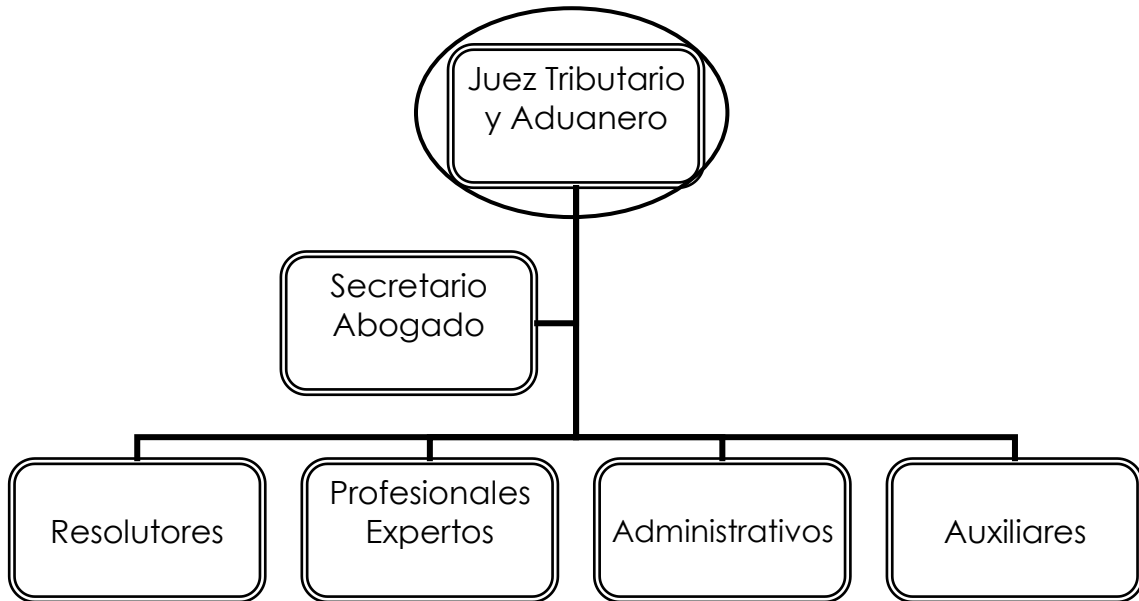 Juez Tributario
y Aduanero
Secretario
Abogado
Resolutores
Profesionales
Expertos
Administrativos
Auxiliares